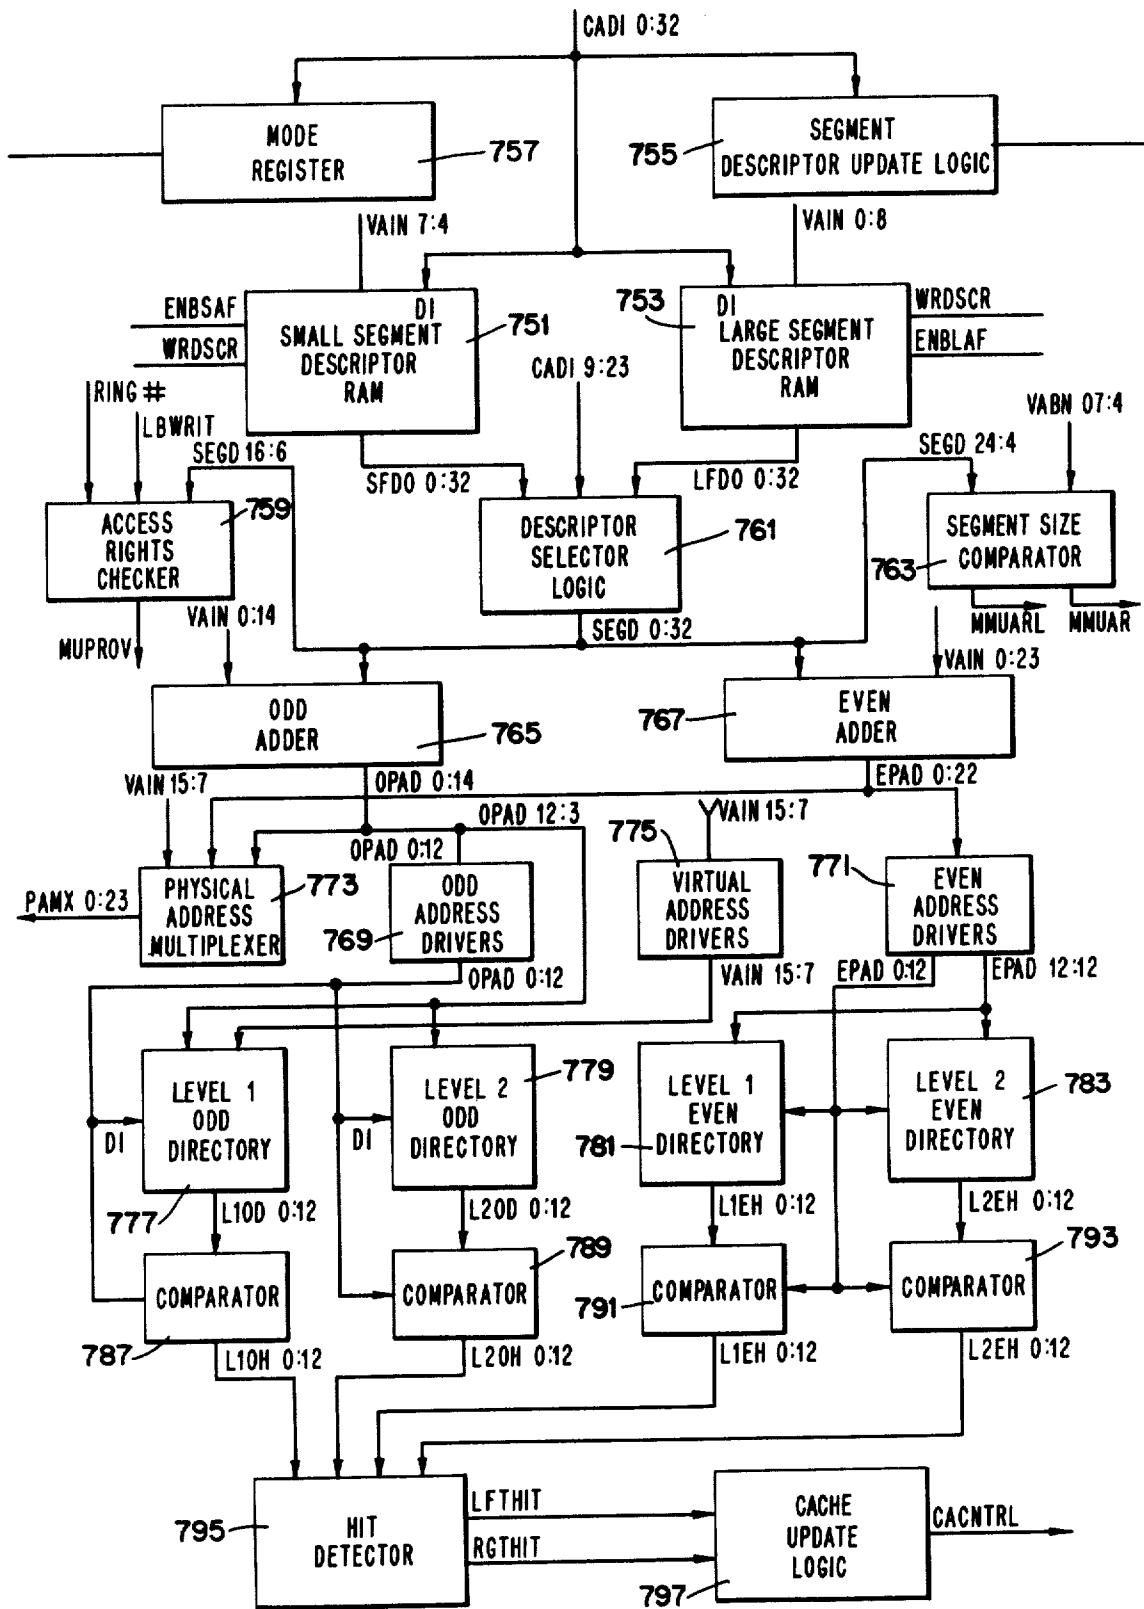 CADI 0:32
MODE
REGISTER
757
755
SEGMENT
DESCRIPTOR UPDATE LOGIC
VAIN 7:4
VAIN 0:8
ENBSAF
WRDSCR
DI
SMALL SEGMENT
DESCRIPTOR
RAM
751
753
DI
LARGE SEGMENT
DESCRIPTOR
RAM
WRDSCR
ENBLAF
RING #
LBWRIT
SEGD 16:6
CADI 9:23
VABN 07:4
SEGD 24:4
SFDO 0:32
LFDO 0:32
ACCESS
RIGHTS
CHECKER
759
DESCRIPTOR
SELECTOR
LOGIC
761
763
SEGMENT SIZE
COMPARATOR
MUPROV
VAIN 0:14
SEGD 0:32
MMUARL
MMUAR
VAIN 0:23
ODD
ADDER
765
767
EVEN
ADDER
VAIN 15:7
OPAD 0:14
EPAD 0:22
OPAD 12:3
OPAD 0:12
VAIN 15:7
775
PAMX 0:23
PHYSICAL
ADDRESS
MULTIPLEXER
773
769
ODD
ADDRESS
DRIVERS
VIRTUAL
ADDRESS
DRIVERS
771
EVEN
ADDRESS
DRIVERS
OPAD 0:12
VAIN 15:7
EPAD 0:12
EPAD 12:12
DI
LEVEL 1
ODD
DIRECTORY
777
DI
LEVEL 2
ODD
DIRECTORY
779
LEVEL 1
EVEN
DIRECTORY
781
LEVEL 2
EVEN
DIRECTORY
783
L1OD 0:12
L2OD 0:12
L1EH 0:12
L2EH 0:12
COMPARATOR
787
COMPARATOR
789
COMPARATOR
791
COMPARATOR
793
L1OH 0:12
L2OH 0:12
L1EH 0:12
L2EH 0:12
795
HIT
DETECTOR
LFTHIT
RGTHIT
CACHE
UPDATE
LOGIC
797
CACNTRL